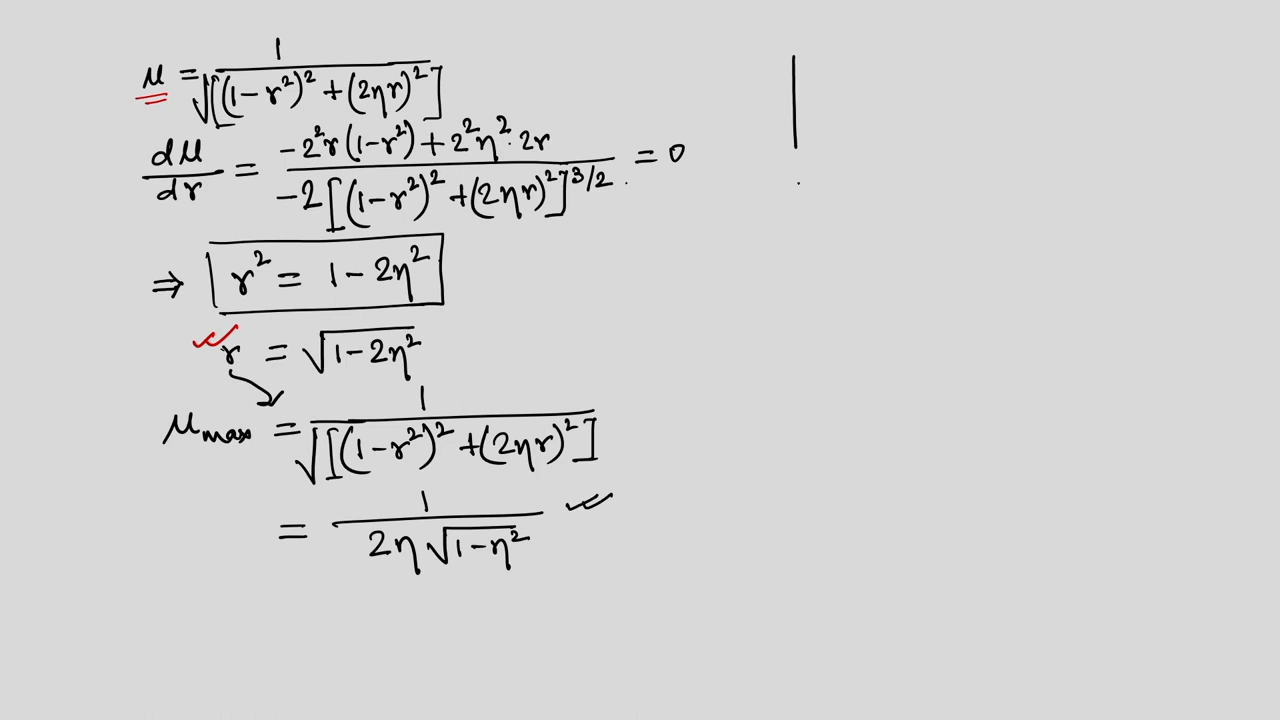 μ = 1/√[(1-r²)²+(2ηr)²]
dμ/dr = (-2²r(1-r²)+2²η²·2r)/(-2[(1-r²)²+(2ηr)²]^3/2) = 0
⇒ r² = 1-2η²
r = √(1-2η²)
μmax = 1/√[(1-r²)²+(2ηr)²]
= 1/(2η√(1-η²))